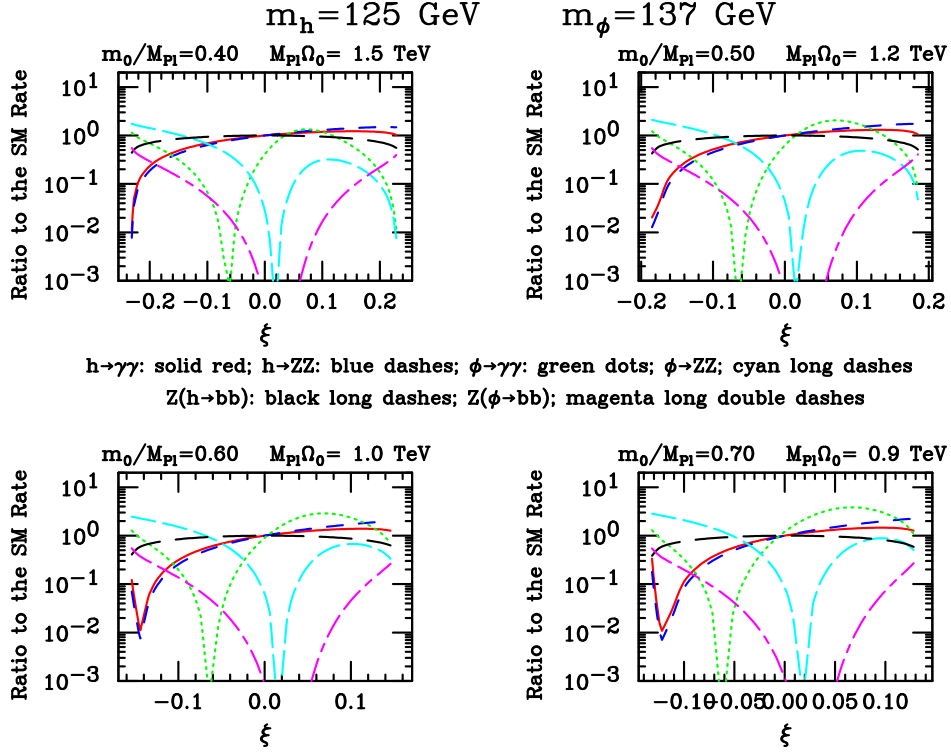 m_h=125 GeV m_ϕ=137 GeV
m_0/M_Pl=0.40 M_PlΩ_0= 1.5 TeV
Ratio to the SM Rate
10^1
10^0
10^−1
10^−2
10^−3
−0.2 −0.1 0.0 0.1 0.2
ξ
m_0/M_Pl=0.50 M_PlΩ_0= 1.2 TeV
Ratio to the SM Rate
10^1
10^0
10^−1
10^−2
10^−3
−0.2 −0.1 0.0 0.1 0.2
ξ
h→γγ: solid red; h→ZZ: blue dashes; ϕ→γγ: green dots; ϕ→ZZ; cyan long dashes
Z(h→bb): black long dashes; Z(ϕ→bb); magenta long double dashes
m_0/M_Pl=0.60 M_PlΩ_0= 1.0 TeV
Ratio to the SM Rate
10^1
10^0
10^−1
10^−2
10^−3
−0.1 0.0 0.1
ξ
m_0/M_Pl=0.70 M_PlΩ_0= 0.9 TeV
Ratio to the SM Rate
10^1
10^0
10^−1
10^−2
10^−3
−0.10 −0.05 0.00 0.05 0.10
ξ